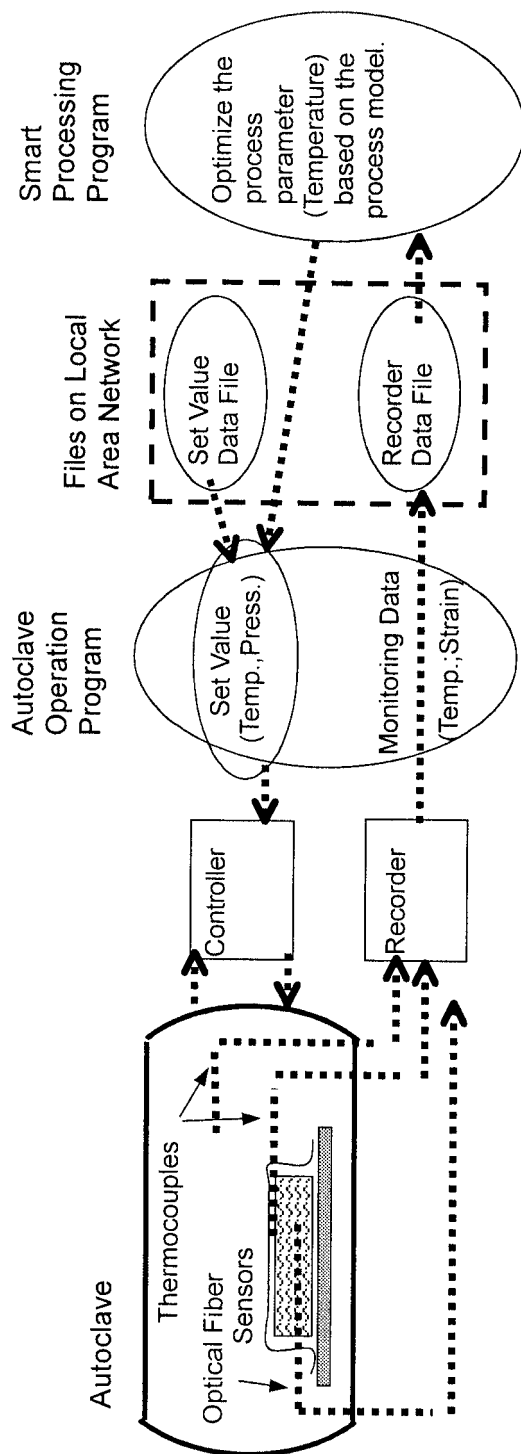 Autoclave
Thermocouples
Optical Fiber
Sensors
Controller
Recorder
Autoclave
Operation
Program
Set Value
(Temp.,Press.)
Monitoring Data
(Temp.;Strain)
Files on Local
Area Network
Set Value
Data File
Recorder
Data File
Smart
Processing
Program
Optimize the
process
parameter
(Temperature)
based on the
process model.